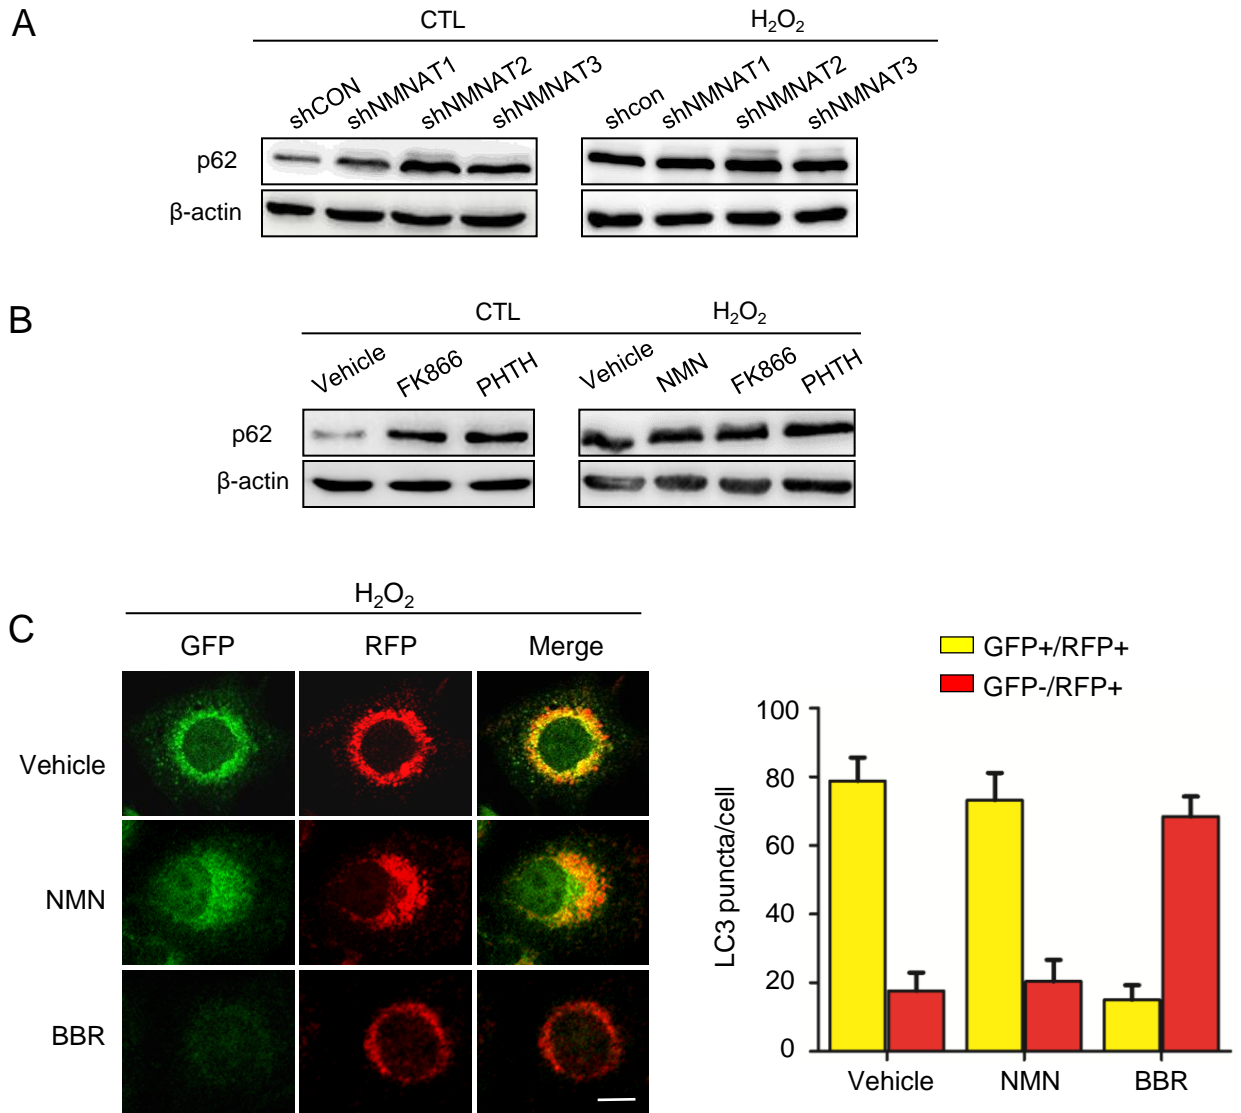 A
CTL H₂O₂
shCON shNMNAT1 shNMNAT2 shNMNAT3 shcon shNMNAT1 shNMNAT2 shNMNAT3
p62
β-actin
B
CTL H₂O₂
Vehicle FK866 PHTH Vehicle NMN FK866 PHTH
p62
β-actin
C
H₂O₂
GFP RFP Merge
Vehicle
NMN
BBR
GFP+/RFP+
GFP-/RFP+
LC3 puncta/cell
100
80
60
40
20
0
Vehicle NMN BBR